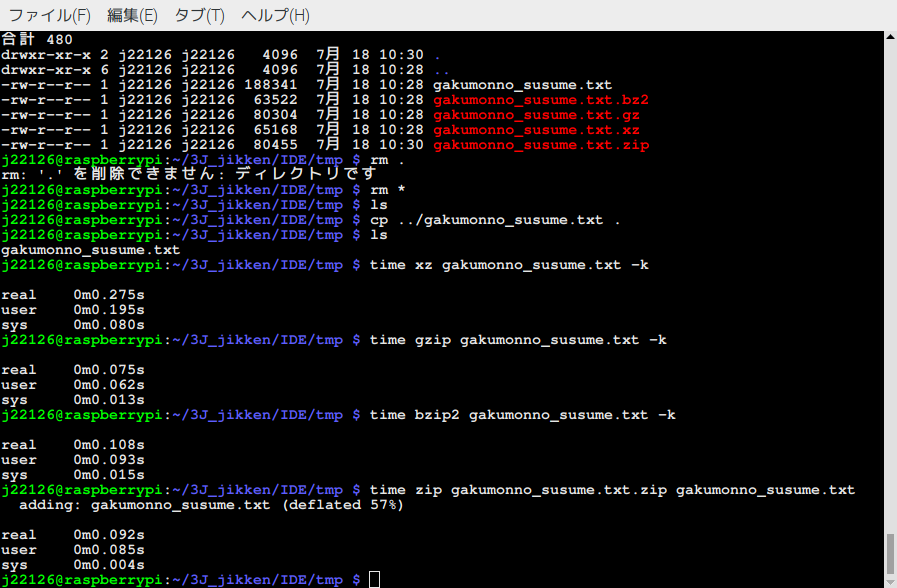 ファイル(F) 編集(E) タブ(T) ヘルプ(H)
合計 480
drwxr-xr-x 2 j22126 j22126   4096  7月 18 10:30 .
drwxr-xr-x 6 j22126 j22126   4096  7月 18 10:28 ..
-rw-r--r-- 1 j22126 j22126 188341  7月 18 10:28 gakumonno_susume.txt
-rw-r--r-- 1 j22126 j22126  63522  7月 18 10:28 gakumonno_susume.txt.bz2
-rw-r--r-- 1 j22126 j22126  80304  7月 18 10:28 gakumonno_susume.txt.gz
-rw-r--r-- 1 j22126 j22126  65168  7月 18 10:28 gakumonno_susume.txt.xz
-rw-r--r-- 1 j22126 j22126  80455  7月 18 10:30 gakumonno_susume.txt.zip
j22126@raspberrypi:~/3J_jikken/IDE/tmp $ rm .
rm: '.' を削除できません: ディレクトリです
j22126@raspberrypi:~/3J_jikken/IDE/tmp $ rm *
j22126@raspberrypi:~/3J_jikken/IDE/tmp $ ls
j22126@raspberrypi:~/3J_jikken/IDE/tmp $ cp ../gakumonno_susume.txt .
j22126@raspberrypi:~/3J_jikken/IDE/tmp $ ls
gakumonno_susume.txt
j22126@raspberrypi:~/3J_jikken/IDE/tmp $ time xz gakumonno_susume.txt -k
real    0m0.275s
user    0m0.195s
sys     0m0.080s
j22126@raspberrypi:~/3J_jikken/IDE/tmp $ time gzip gakumonno_susume.txt -k
real    0m0.075s
user    0m0.062s
sys     0m0.013s
j22126@raspberrypi:~/3J_jikken/IDE/tmp $ time bzip2 gakumonno_susume.txt -k
real    0m0.108s
user    0m0.093s
sys     0m0.015s
j22126@raspberrypi:~/3J_jikken/IDE/tmp $ time zip gakumonno_susume.txt.zip gakumonno_susume.txt
  adding: gakumonno_susume.txt (deflated 57%)
real    0m0.092s
user    0m0.085s
sys     0m0.004s
j22126@raspberrypi:~/3J_jikken/IDE/tmp $